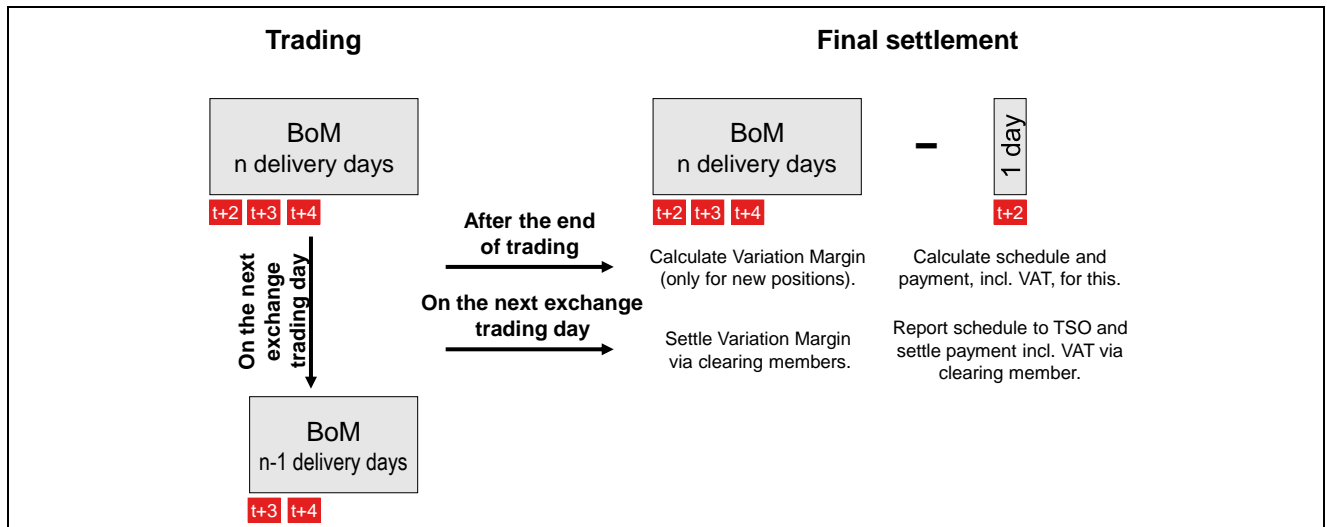 Trading
Final settlement
BoM
n delivery days
t+2 t+3 t+4
BoM
n delivery days
t+2 t+3 t+4
-
1 day
t+2
On the next
exchange
trading day
After the end
of trading
Calculate Variation Margin
(only for new positions).
Calculate schedule and
payment, incl. VAT, for this.
On the next exchange
trading day
Settle Variation Margin
via clearing members.
Report schedule to TSO and
settle payment incl. VAT via
clearing member.
BoM
n-1 delivery days
t+3 t+4